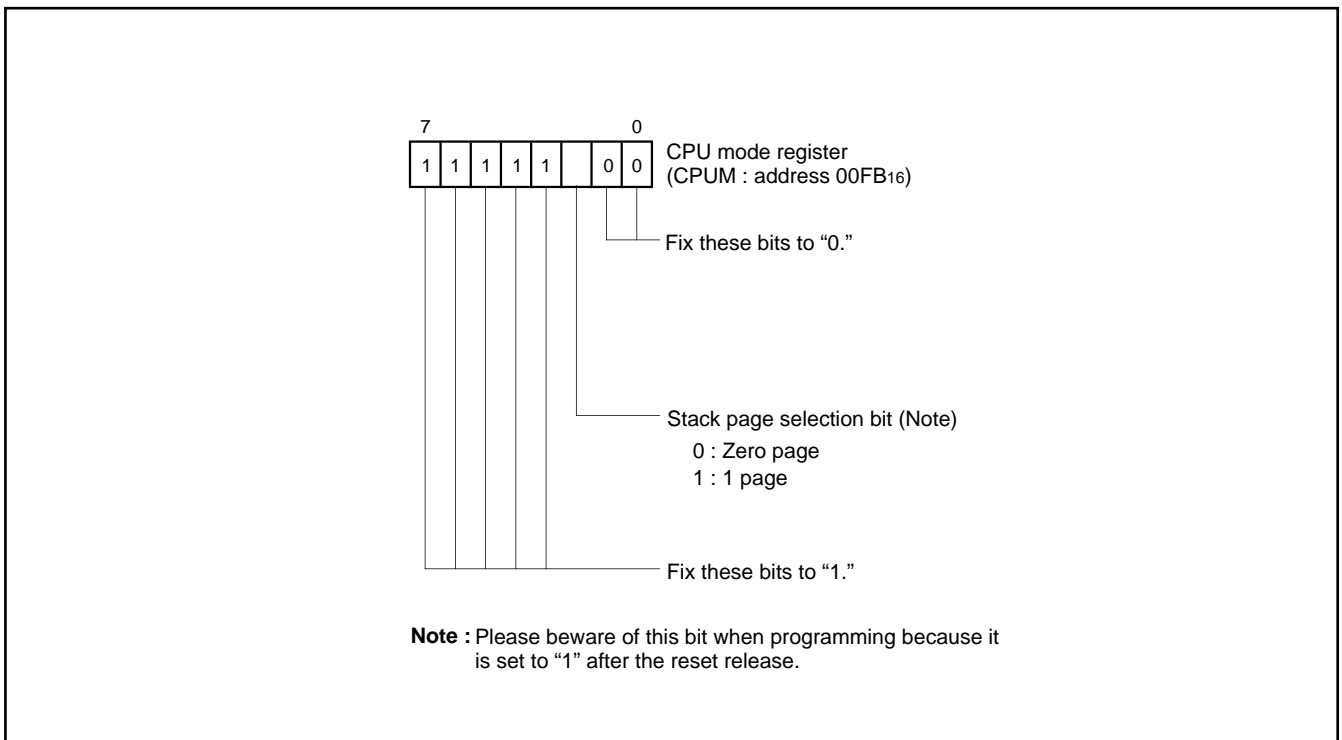 7 0
1 1 1 1 1 0 0
CPU mode register
(CPUM : address 00FB16)
Fix these bits to “0.”
Stack page selection bit (Note)
0 : Zero page
1 : 1 page
Fix these bits to “1.”
Note : Please beware of this bit when programming because it
is set to “1” after the reset release.